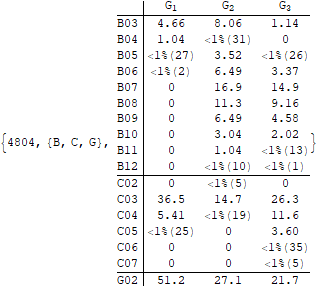 G1 G2 G3
B03 4.66 8.06 1.14
B04 1.04 <1%(31) 0
B05 <1%(27) 3.52 <1%(26)
B06 <1%(2) 6.49 3.37
B07 0 16.9 14.9
B08 0 11.3 9.16
B09 0 6.49 4.58
B10 0 3.04 2.02
{4804, {B, C, G}, B11 0 1.04 <1%(13) }
B12 0 <1%(10) <1%(1)
C02 0 <1%(5) 0
C03 36.5 14.7 26.3
C04 5.41 <1%(19) 11.6
C05 <1%(25) 0 3.60
C06 0 0 <1%(35)
C07 0 0 <1%(5)
G02 51.2 27.1 21.7